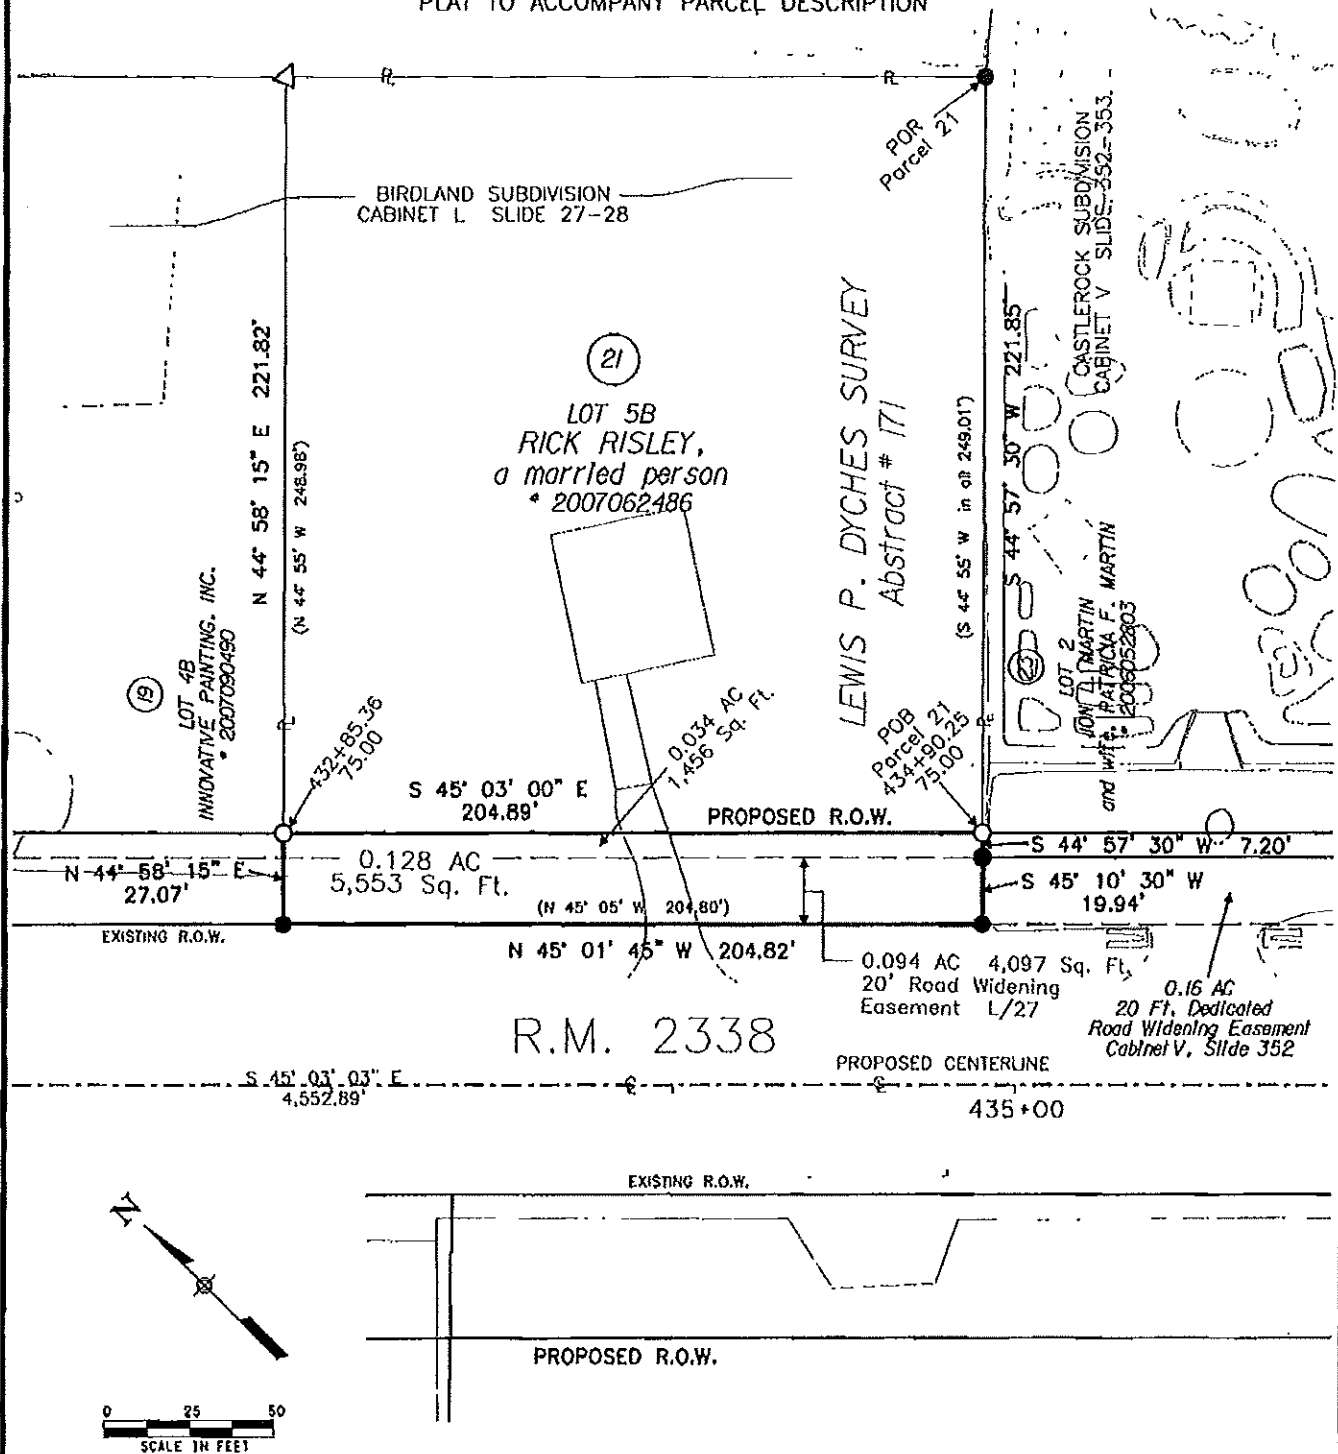 PLAT TO ACCOMPANY PARCEL DESCRIPTION
POR
Parcel 21
BIRDLAND SUBDIVISION
CABINET L SLIDE 27-28
CASTLEROCK SUBDIVISION
CABINET V SLIDE 352-353
N 44° 58' 15" E 221.82'
(N 44° 55' W 248.98')
21
LOT 5B
RICK RISLEY,
a married person
* 2007062486
LEWIS P. DYCHES SURVEY
Abstract # 171
(S 44° 55' W in all 249.01')
S 44° 57' 30" W 221.85
19
LOT 4B
INNOVATIVE PAINTING, INC.
* 2007090490
23
LOT 2
JON L. MARTIN
and wife, PATRICIA F. MARTIN
* 2006052803
432+85.36
75.00
0.034 AC
1,456 Sq. Ft.
POB
Parcel 21
434+90.25
75.00
S 45° 03' 00" E
204.89'
PROPOSED R.O.W.
N 44° 58' 15" E
27.07'
0.128 AC
5,553 Sq. Ft.
S 44° 57' 30" W 7.20'
S 45° 10' 30" W
19.94'
(N 45° 05' W 204.80')
EXISTING R.O.W.
N 45° 01' 45" W 204.82'
0.094 AC 4,097 Sq. Ft.
20' Road Widening
Easement L/27
0.16 AC
20 Ft. Dedicated
Road Widening Easement
Cabinet V, Slide 352
R.M. 2338
PROPOSED CENTERLINE
S 45° 03' 03" E
4,552.89'
435+00
EXISTING R.O.W.
N
PROPOSED R.O.W.
0 25 50
SCALE IN FEET